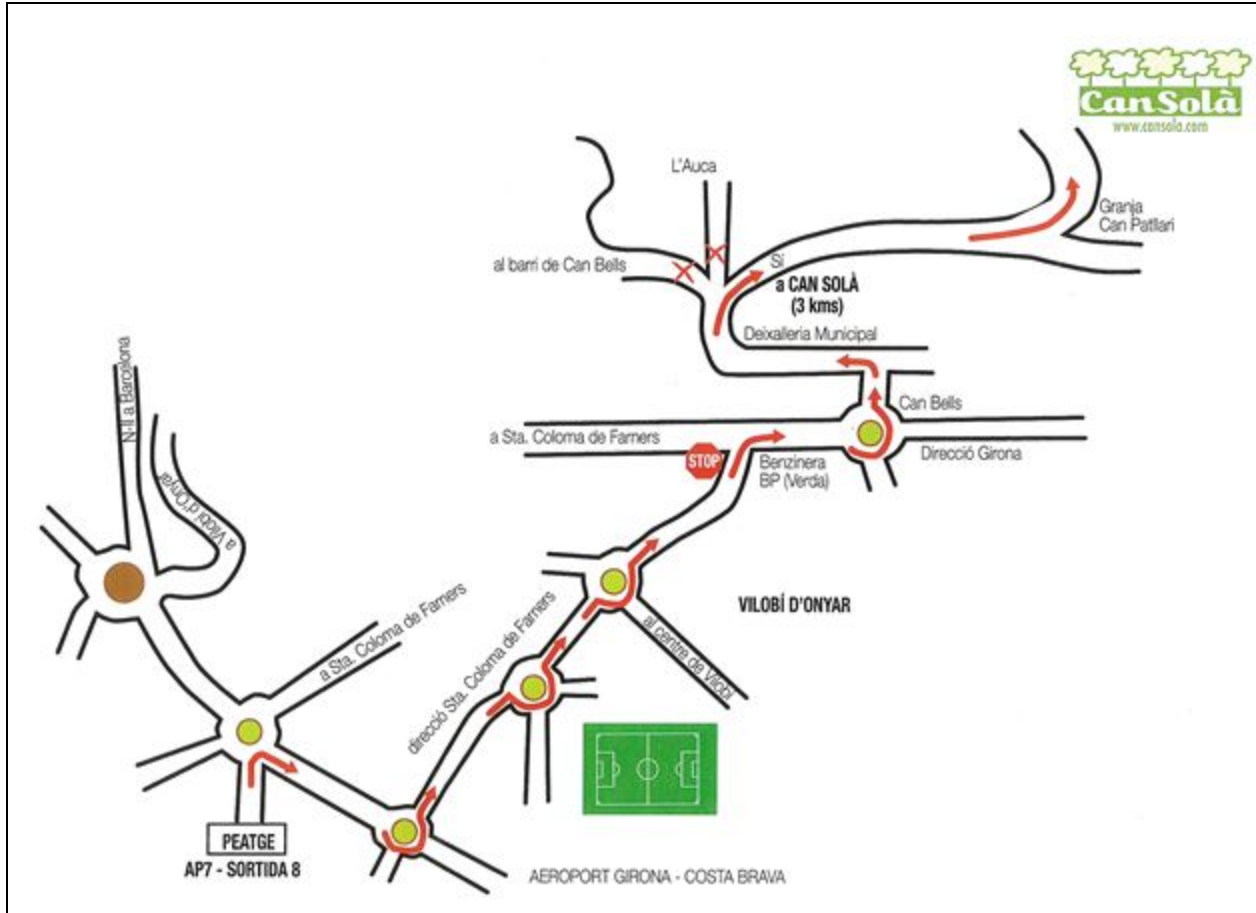 Can Solà
www.cansola.com
L'Auca
Granja
Can Patllari
al barri de Can Bells
Sí
a CAN SOLÀ
(3 kms)
Deixalleria Municipal
N-II a Barcelona
Can Bells
a Sta. Coloma de Farners
STOP
Benzinera
BP (Verda)
Direcció Girona
a Vilobí d'Onyar
VILOBÍ D'ONYAR
a Sta. Coloma de Farners
direcció Sta. Coloma de Farners
al centre de Vilobí
PEATGE
AP7 - SORTIDA 8
AEROPORT GIRONA - COSTA BRAVA